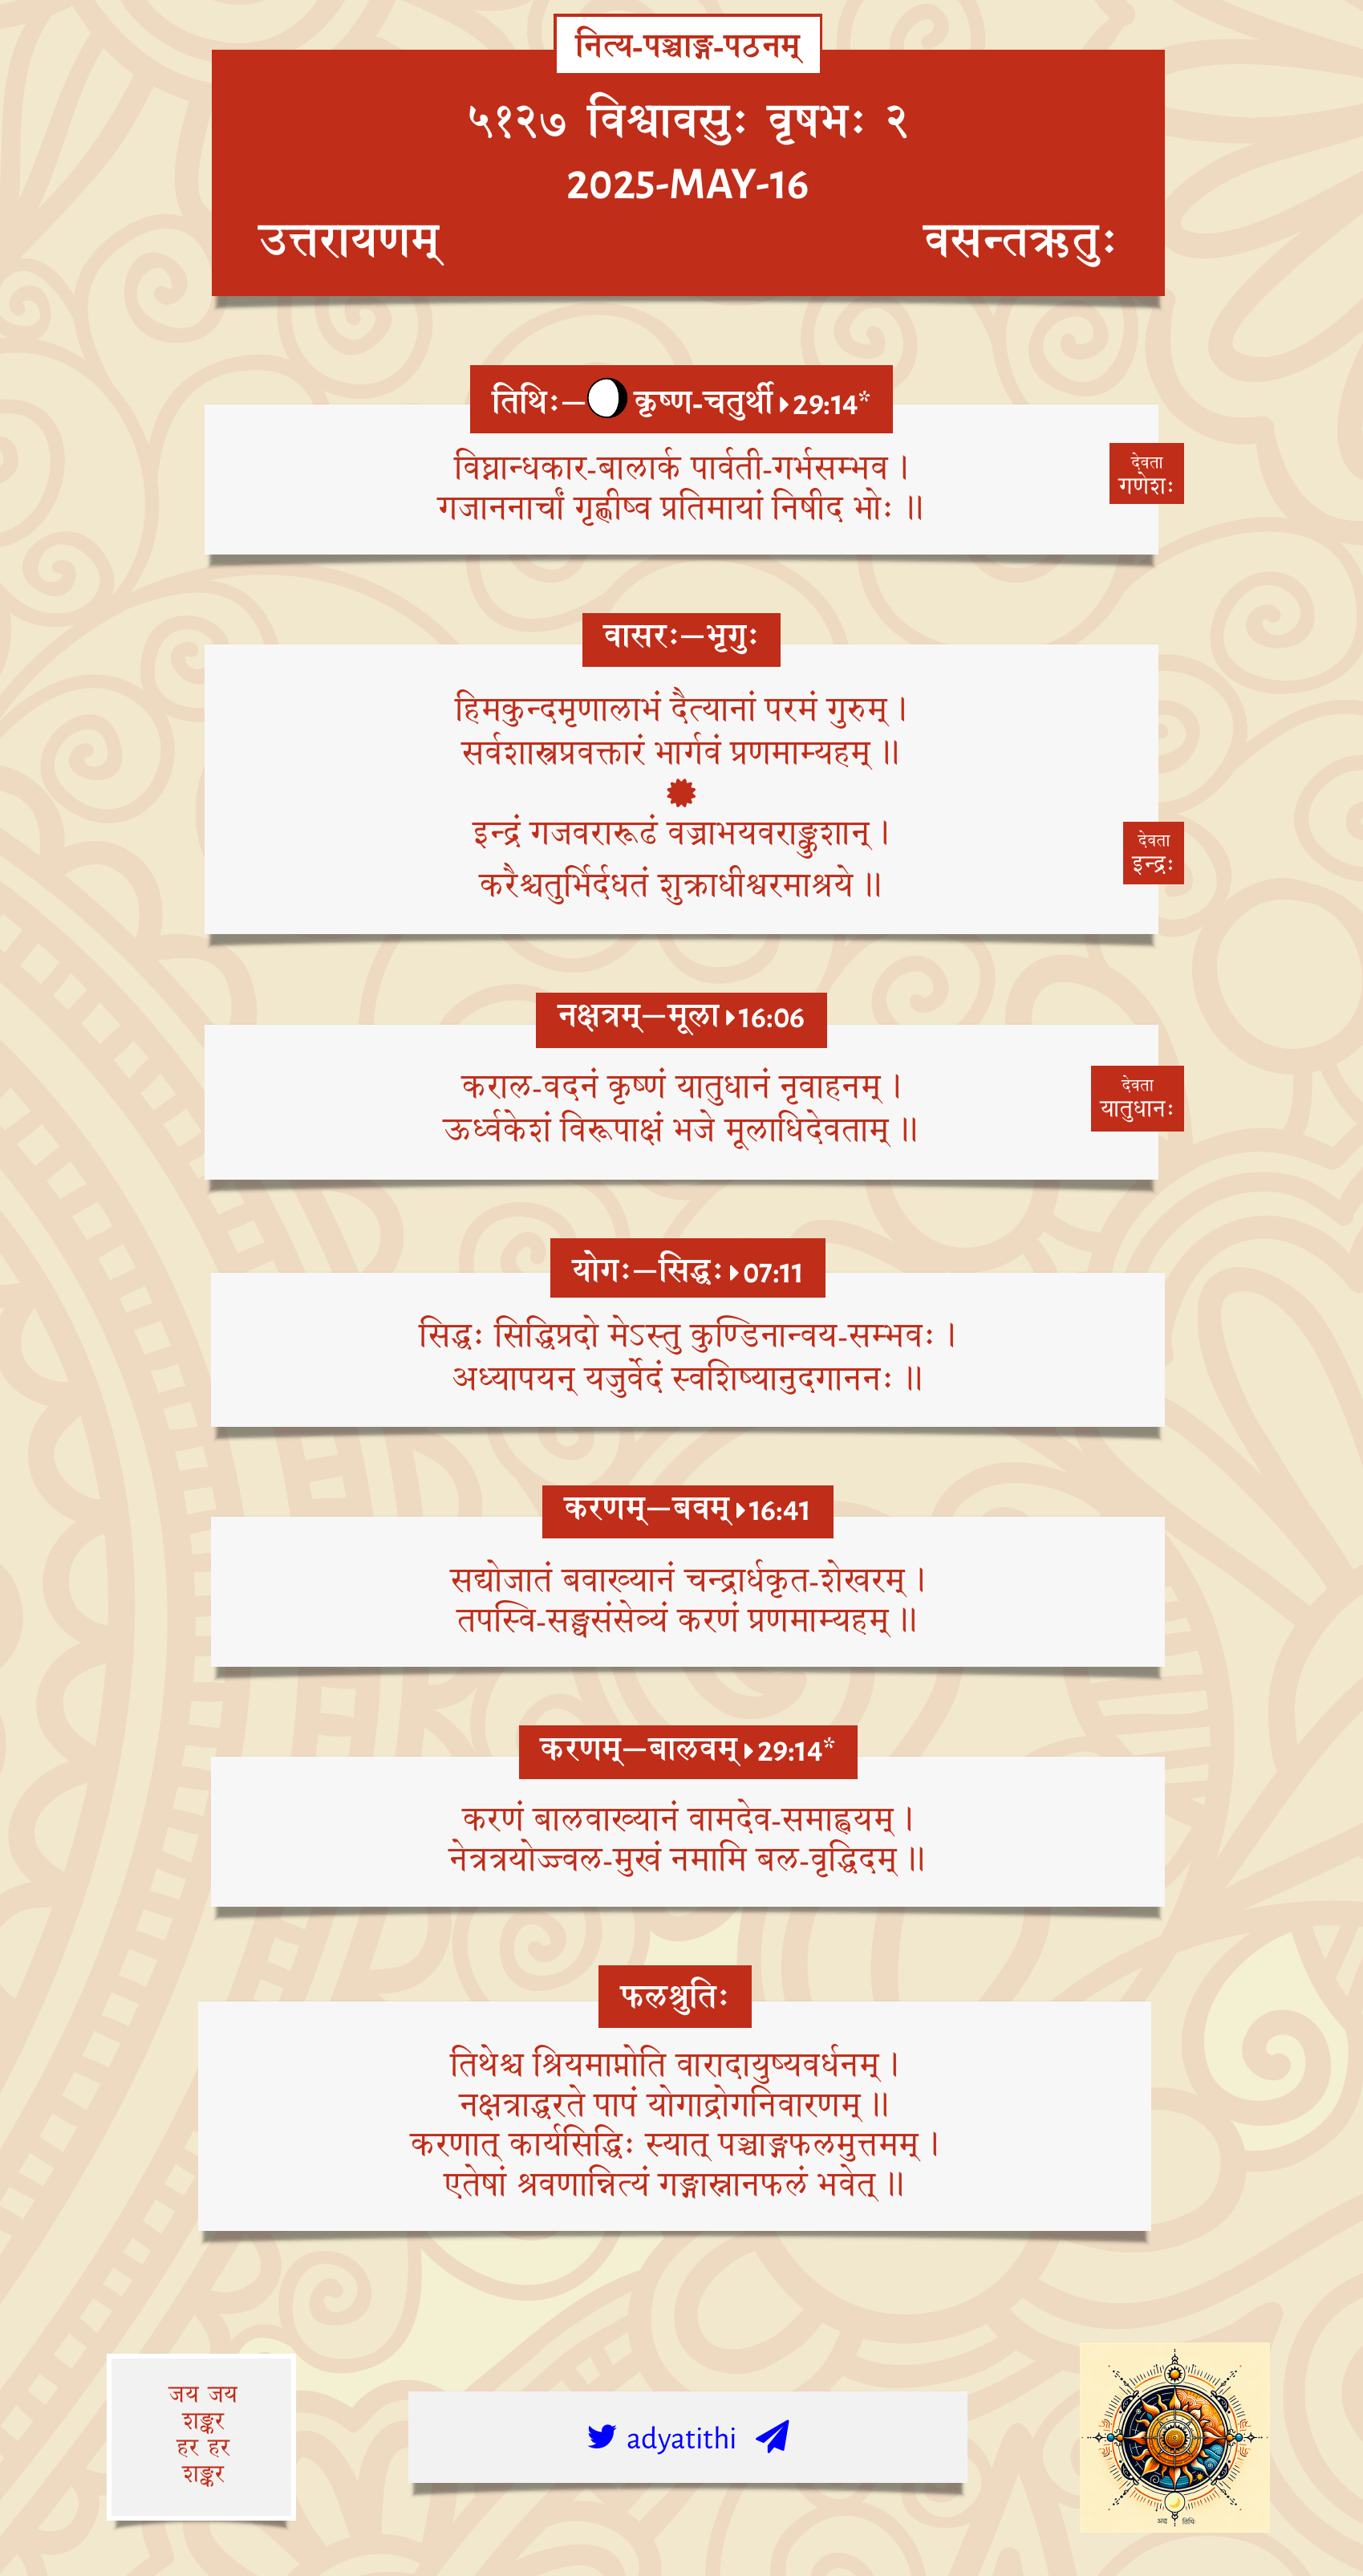 नित्य-पञ्चाङ्ग-पठनम्
५१२७ विश्वावसुः वृषभः २
2025-MAY-16
उत्तरायणम् वसन्तऋतुः
तिथिः— कृष्ण-चतुर्थी 29:14*
विघ्नान्धकार-बालार्क पार्वती-गर्भसम्भव ।
गजाननार्चां गृह्णीष्व प्रतिमायां निषीद भोः ॥
देवता
गणेशः
वासरः—भृगुः
हिमकुन्दमृणालाभं दैत्यानां परमं गुरुम् ।
सर्वशास्त्रप्रवक्तारं भार्गवं प्रणमाम्यहम् ॥
इन्द्रं गजवरारूढं वज्राभयवराङ्कुशान् ।
करैश्चतुर्भिर्दधतं शुक्राधीश्वरमाश्रये ॥
देवता
इन्द्रः
नक्षत्रम्—मूला 16:06
कराल-वदनं कृष्णं यातुधानं नृवाहनम् ।
ऊर्ध्वकेशं विरूपाक्षं भजे मूलाधिदेवताम् ॥
देवता
यातुधानः
योगः—सिद्धः 07:11
सिद्धः सिद्धिप्रदो मेऽस्तु कुण्डिनान्वय-सम्भवः ।
अध्यापयन् यजुर्वेदं स्वशिष्यानुदगाननः ॥
करणम्—बवम् 16:41
सद्योजातं बवाख्यानं चन्द्रार्धकृत-शेखरम् ।
तपस्वि-सङ्घसंसेव्यं करणं प्रणमाम्यहम् ॥
करणम्—बालवम् 29:14*
करणं बालवाख्यानं वामदेव-समाह्वयम् ।
नेत्रत्रयोज्ज्वल-मुखं नमामि बल-वृद्धिदम् ॥
फलश्रुतिः
तिथेश्च श्रियमाप्नोति वारादायुष्यवर्धनम् ।
नक्षत्राद्धरते पापं योगाद्रोगनिवारणम् ॥
करणात् कार्यसिद्धिः स्यात् पञ्चाङ्गफलमुत्तमम् ।
एतेषां श्रवणान्नित्यं गङ्गास्नानफलं भवेत् ॥
जय जय
शङ्कर
हर हर
शङ्कर
adyatithi
अद्य तिथिः